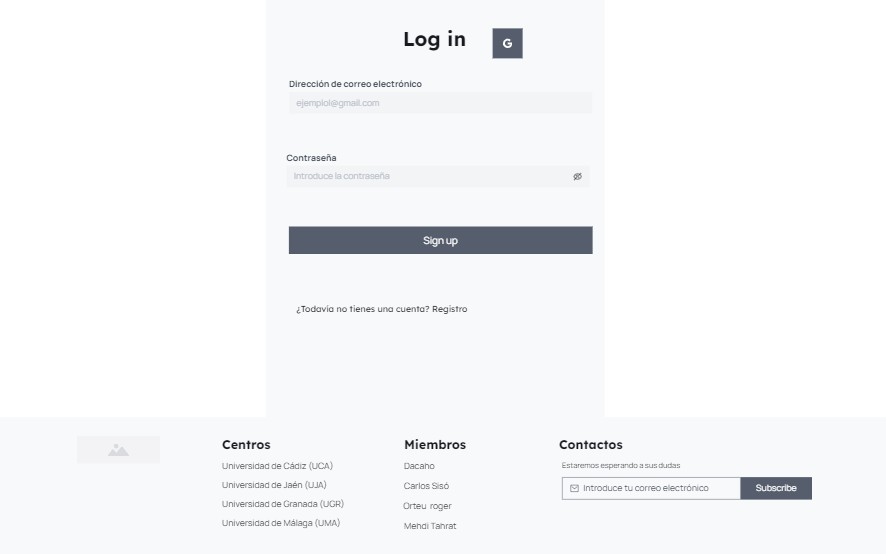 Log in
G
Dirección de correo electrónico
ejemplol@gmail.com
Contraseña
Introduce la contraseña
Sign up
¿Todavía no tienes una cuenta? Registro
Centros
Universidad de Cádiz (UCA)
Universidad de Jaén (UJA)
Universidad de Granada (UGR)
Universidad de Málaga (UMA)
Miembros
Dacaho
Carlos Sisó
Orteu roger
Mehdi Tahrat
Contactos
Estaremos esperando a sus dudas
Introduce tu correo electrónico
Subscribe